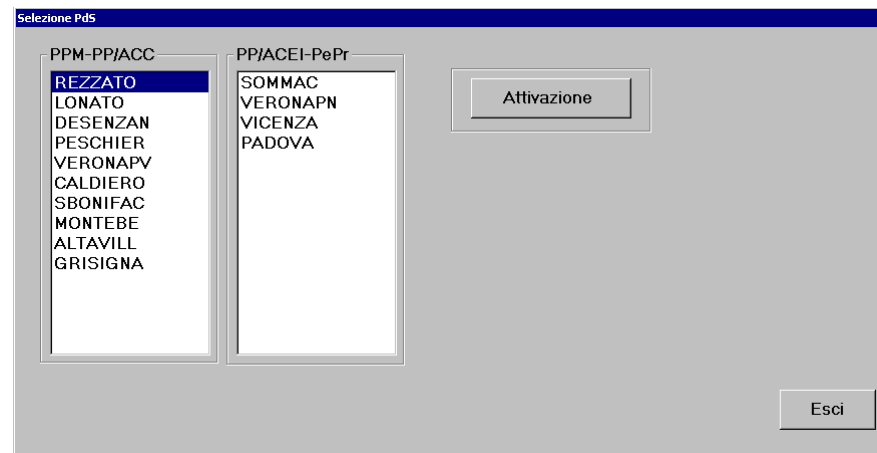 Selezione PdS
PPM-PP/ACC
REZZATO
LONATO
DESENZAN
PESCHIER
VERONAPV
CALDIERO
SBONIFAC
MONTEBE
ALTAVILL
GRISIGNA
PP/ACEI-PePr
SOMMAC
VERONAPN
VICENZA
PADOVA
Attivazione
Esci